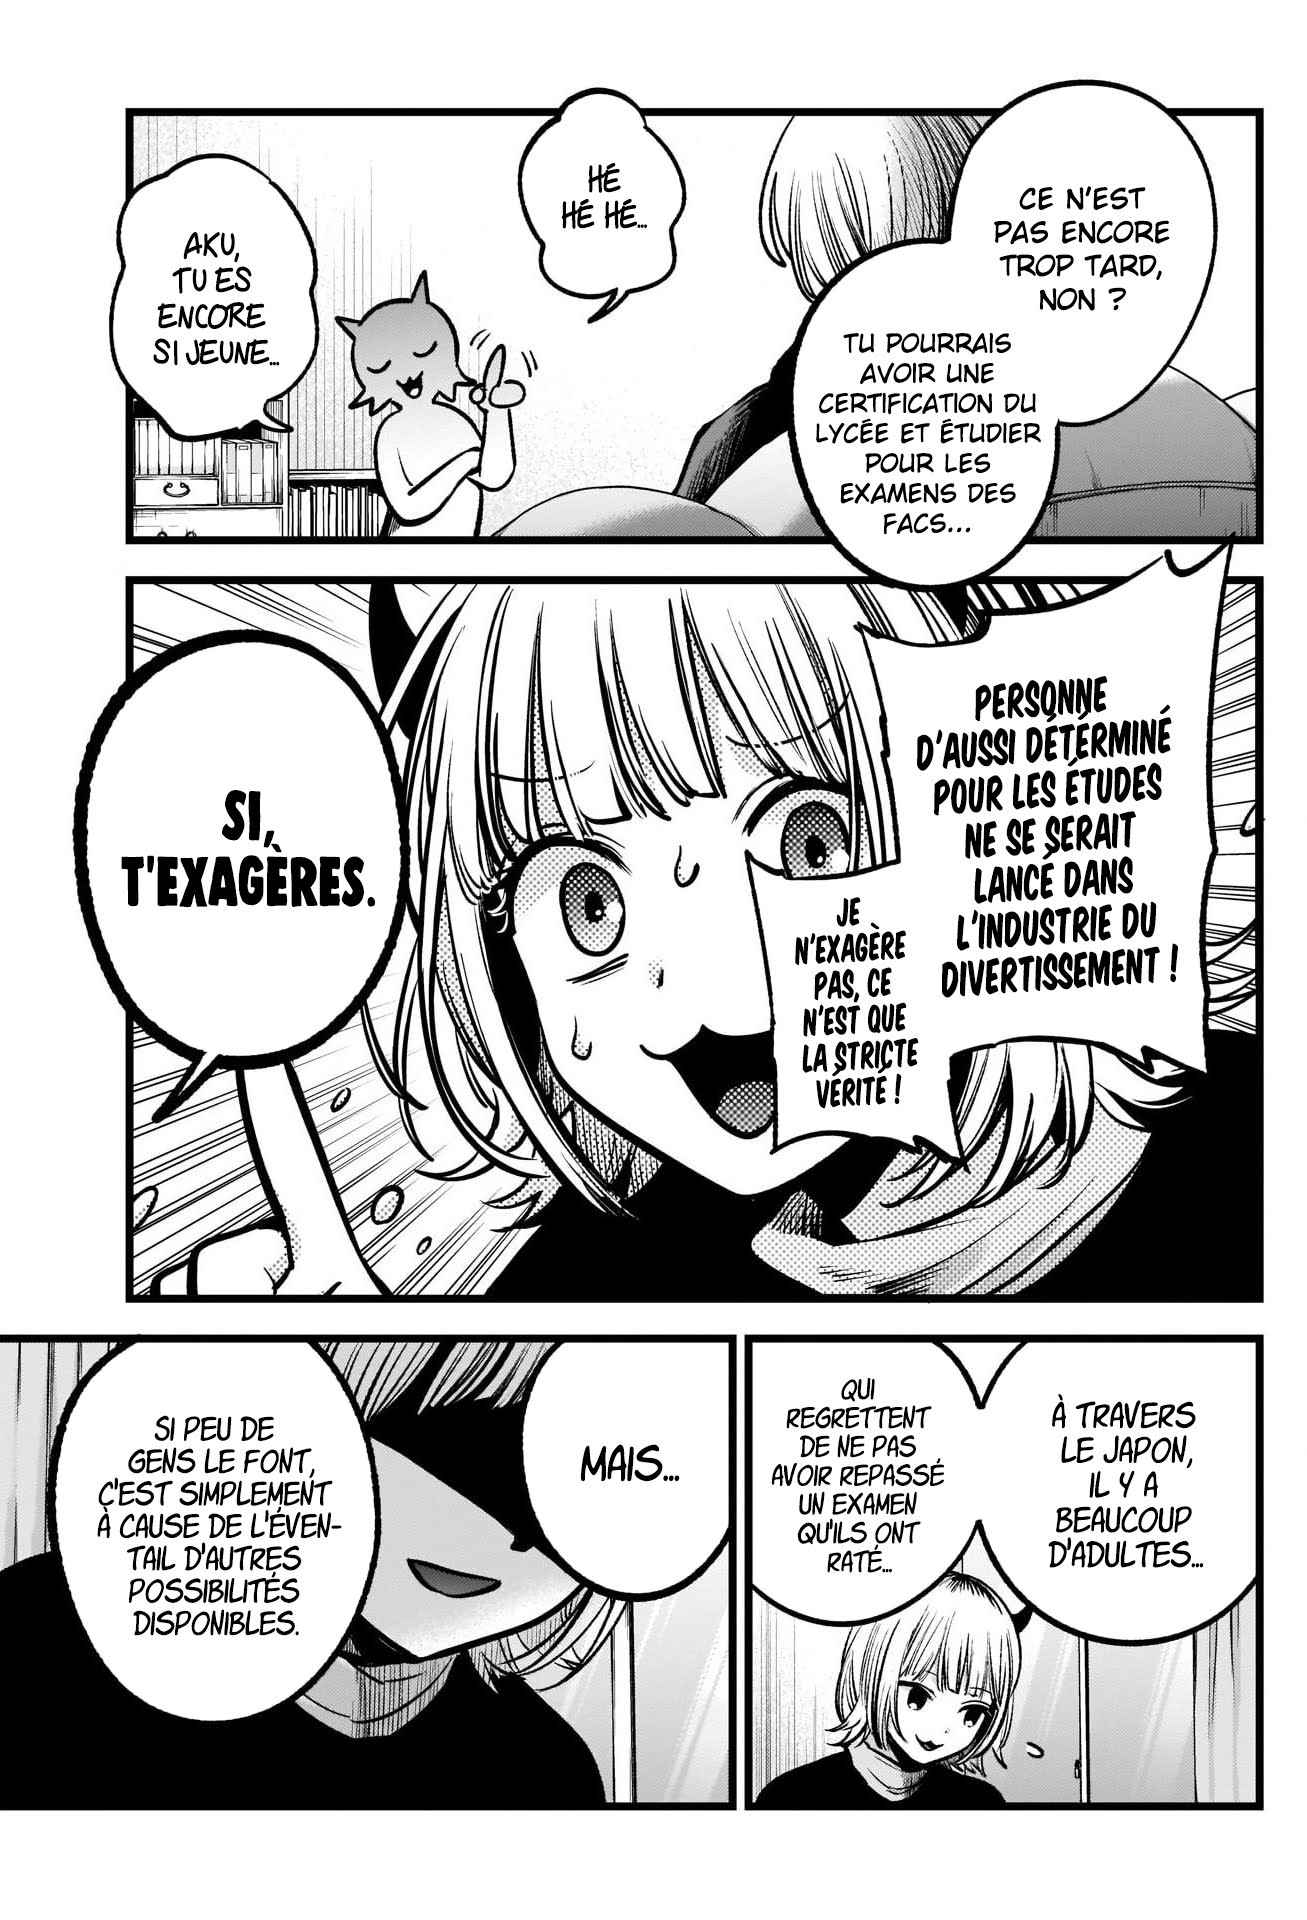 CE N'EST
PAS ENCORE
TROP TARD,
NON ?
TU POURRAIS
AVOIR UNE
CERTIFICATION DU
LYCÉE ET ÉTUDIER
POUR LES
EXAMENS DES
FACS...
HÉ
HÉ HÉ...
AKU,
TU ES
ENCORE
SI JEUNE...
PERSONNE
D'AUSSI DÉTERMINÉ
POUR LES ÉTUDES
NE SE SERAIT
LANCÉ DANS
L'INDUSTRIE DU
DIVERTISSEMENT !
JE
N'EXAGÈRE
PAS, CE
N'EST QUE
LA STRICTE
VÉRITÉ !
SI,
T'EXAGÈRES.
À TRAVERS
LE JAPON,
IL Y A
BEAUCOUP
D'ADULTES...
QUI
REGRETTENT
DE NE PAS
AVOIR REPASSÉ
UN EXAMEN
QU'ILS ONT
RATÉ...
MAIS...
SI PEU DE
GENS LE FONT,
C'EST SIMPLEMENT
À CAUSE DE L'ÉVEN-
TAIL D'AUTRES
POSSIBILITÉS
DISPONIBLES.